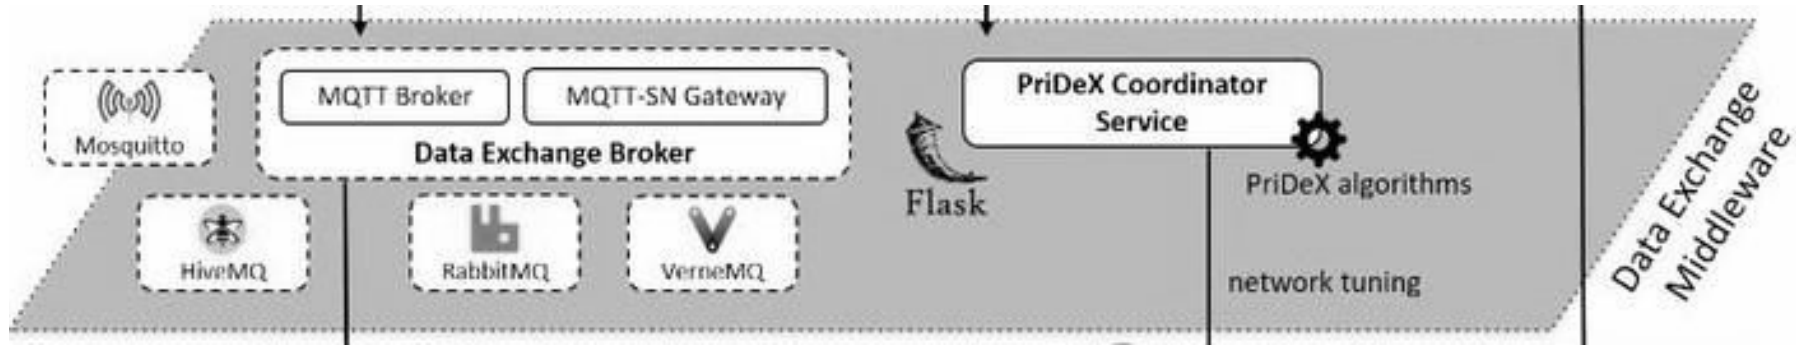 Mosquitto
MQTT Broker
MQTT-SN Gateway
Data Exchange Broker
HiveMQ
RabbitMQ
VerneMQ
Flask
PriDeX Coordinator
Service
PriDeX algorithms
network tuning
Data Exchange
Middleware